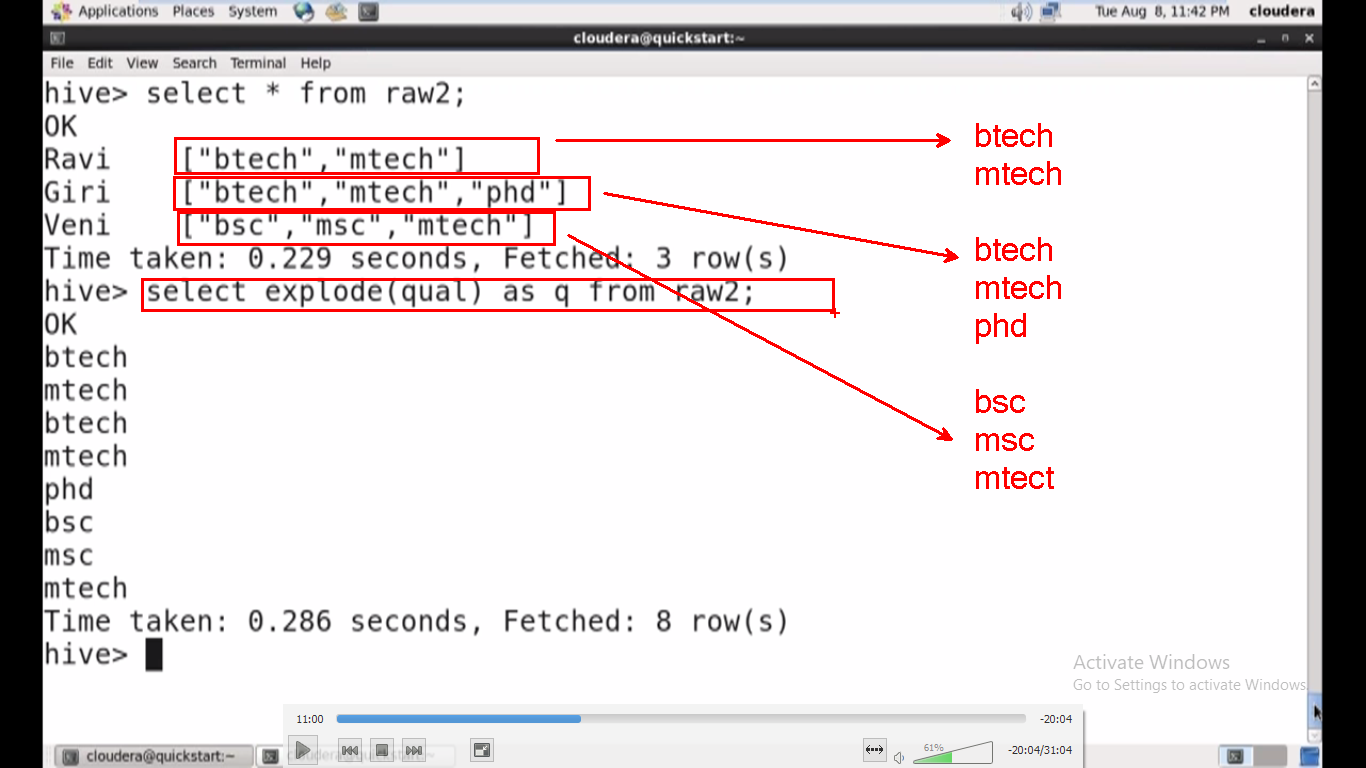 Applications Places System Tue Aug 8, 11:42 PM cloudera
cloudera@quickstart:~
File Edit View Search Terminal Help
hive> select * from raw2;
OK
Ravi ["btech","mtech"]
Giri ["btech","mtech","phd"]
Veni ["bsc","msc","mtech"]
Time taken: 0.229 seconds, Fetched: 3 row(s)
hive> select explode(qual) as q from raw2;
OK
btech
mtech
btech
mtech
phd
bsc
msc
mtech
Time taken: 0.286 seconds, Fetched: 8 row(s)
hive>
btech
mtech
btech
mtech
phd
bsc
msc
mtect
Activate Windows
Go to Settings to activate Windows
11:00 -20:04
61% -20:04/31:04
cloudera@quickstart:~ cloudera@quickstart:~